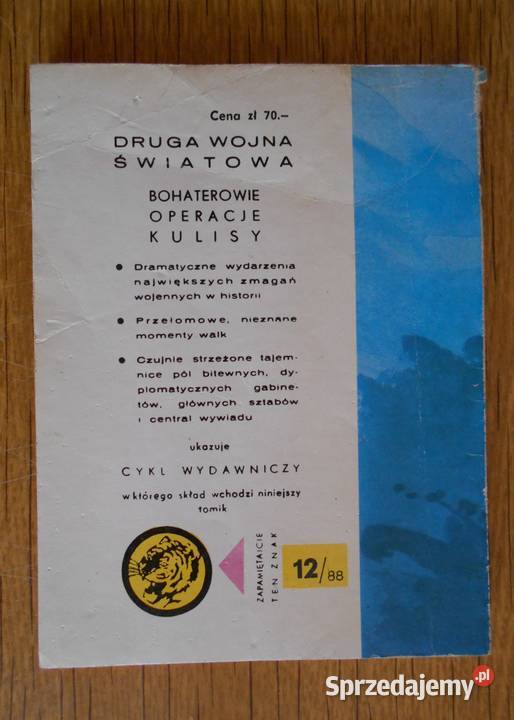 Cena zł 70.–
DRUGA WOJNA
ŚWIATOWA
BOHATEROWIE
OPERACJE
KULISY
• Dramatyczne wydarzenia
największych zmagań
wojennych w historii
• Przełomowe, nieznane
momenty walk
• Czujnie strzeżone tajem-
nice pól bitewnych, dy-
plomatycznych gabine-
tów, głównych sztabów
i central wywiadu
ukazuje
CYKL WYDAWNICZY
w którego skład wchodzi niniejszy
tomik
ZAPAMIĘTAJCIE
TEN ZNAK
12/88
Sprzedajemy.pl